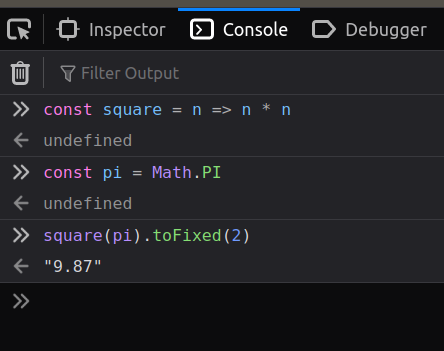 Inspector Console Debugger
Filter Output
const square = n => n * n
undefined
const pi = Math.PI
undefined
square(pi).toFixed(2)
"9.87"